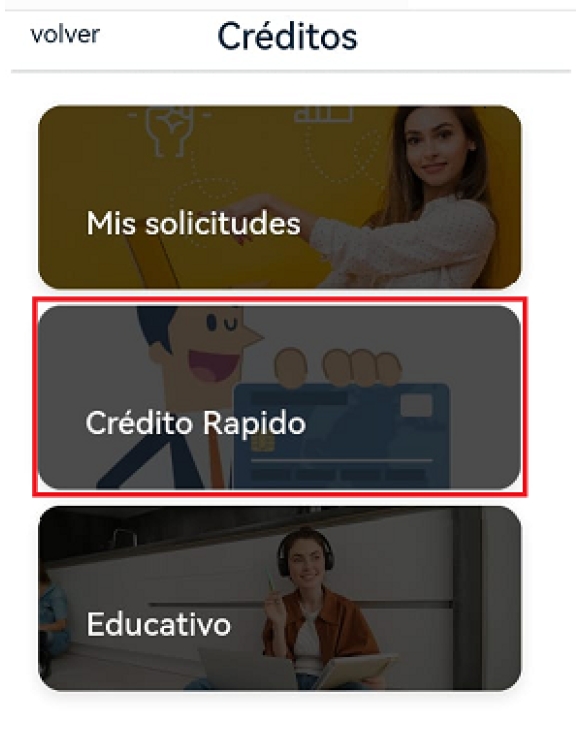 volver
Créditos
Mis solicitudes
Crédito Rapido
Educativo